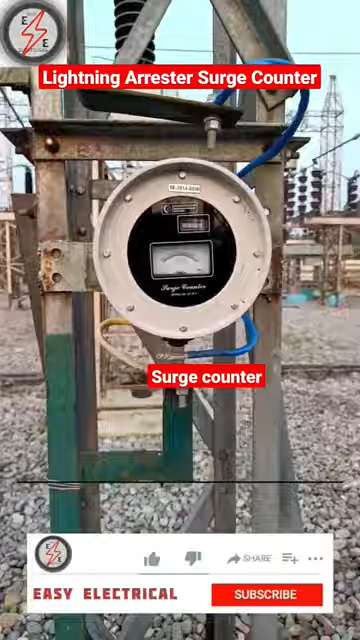 E
E
Lightning Arrester Surge Counter
Surge Counter
Surge counter
E
E
SHARE
EASY ELECTRICAL
SUBSCRIBE